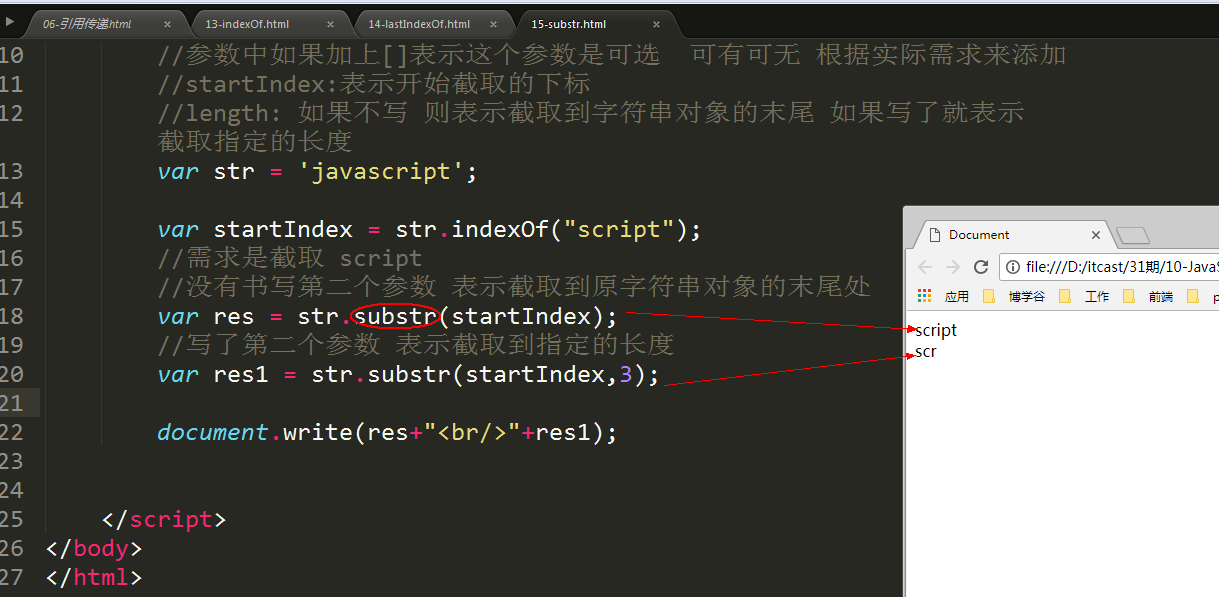 06-引用传递html × 13-indexOf.html × 14-lastIndexOf.html × 15-substr.html ×
10 //参数中如果加上[]表示这个参数是可选 可有可无 根据实际需求来添加
11 //startIndex:表示开始截取的下标
12 //length: 如果不写 则表示截取到字符串对象的末尾 如果写了就表示
截取指定的长度
13 var str = 'javascript';
14
15 var startIndex = str.indexOf("script");
16 //需求是截取 script
17 //没有书写第二个参数 表示截取到原字符串对象的末尾处
18 var res = str.substr(startIndex);
19 //写了第二个参数 表示截取到指定的长度
20 var res1 = str.substr(startIndex,3);
21
22 document.write(res+"<br/>"+res1);
23
24
25 </script>
26 </body>
27 </html>
Document ×
file:///D:/itcast/31期/10-JavaS
应用 博学谷 工作 前端 p
script
scr